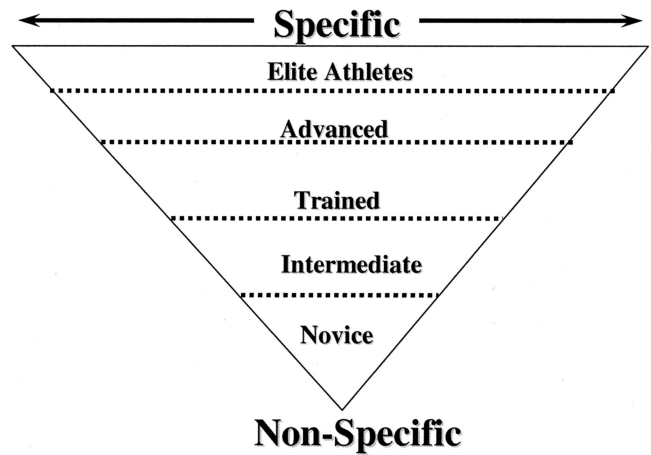 Specific
Elite Athletes
Advanced
Trained
Intermediate
Novice
Non-Specific